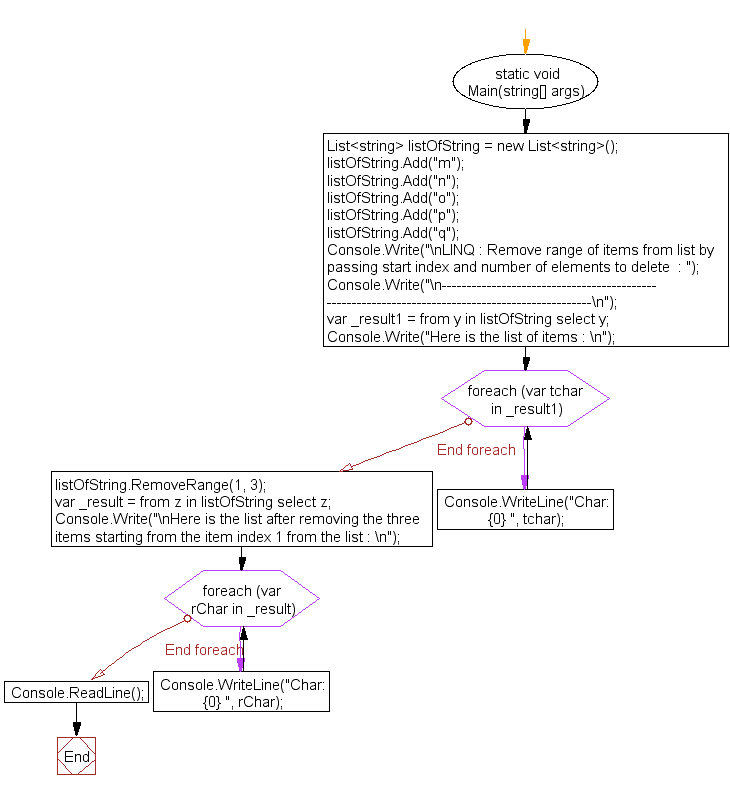 static void
Main(string[] args)
List<string> listOfString = new List<string>();
listOfString.Add("m");
listOfString.Add("n");
listOfString.Add("o");
listOfString.Add("p");
listOfString.Add("q");
Console.Write("\nLINQ : Remove range of items from list by
passing start index and number of elements to delete  : ");
Console.Write("\n--------------------------------------------
------------------------------------------------------\n");
var _result1 = from y in listOfString select y;
Console.Write("Here is the list of items : \n");
foreach (var tchar
in _result1)
End foreach
Console.WriteLine("Char:
{0} ", tchar);
listOfString.RemoveRange(1, 3);
var _result = from z in listOfString select z;
Console.Write("\nHere is the list after removing the three
items starting from the item index 1 from the list : \n");
foreach (var
rChar in _result)
End foreach
Console.WriteLine("Char:
{0} ", rChar);
Console.ReadLine();
End